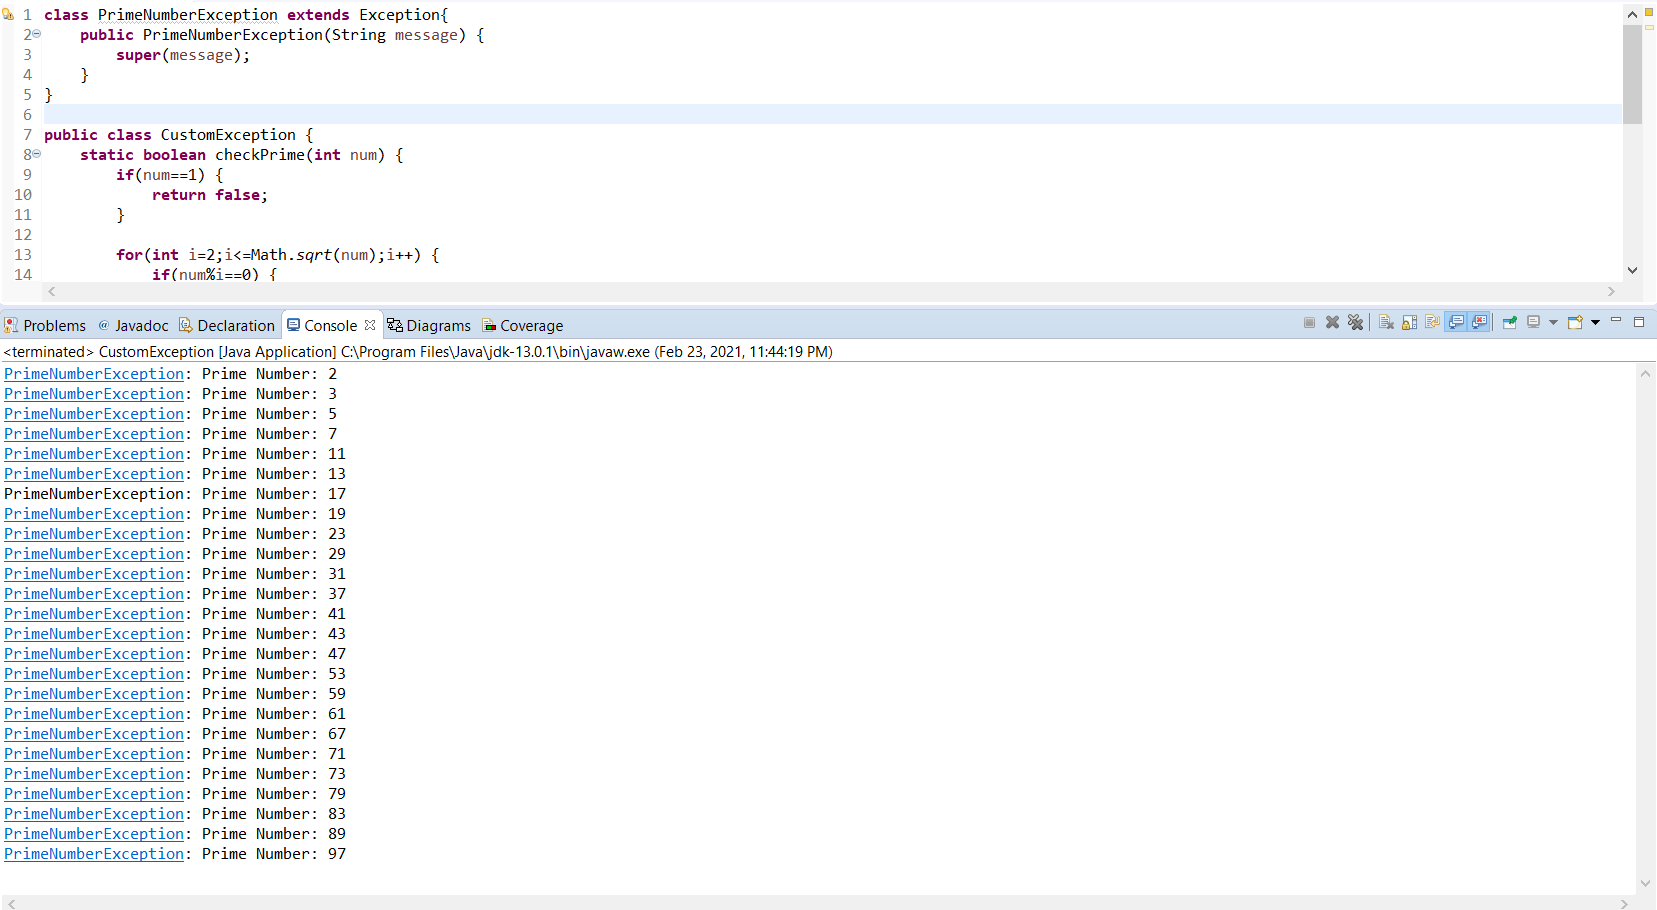 1 class PrimeNumberException extends Exception{
2 public PrimeNumberException(String message) {
3 super(message);
4 }
5 }
6
7 public class CustomException {
8 static boolean checkPrime(int num) {
9 if(num==1) {
10 return false;
11 }
12
13 for(int i=2;i<=Math.sqrt(num);i++) {
14 if(num%i==0) {
Problems @ Javadoc Declaration Console Diagrams Coverage
<terminated> CustomException [Java Application] C:\Program Files\Java\jdk-13.0.1\bin\javaw.exe (Feb 23, 2021, 11:44:19 PM)
PrimeNumberException: Prime Number: 2
PrimeNumberException: Prime Number: 3
PrimeNumberException: Prime Number: 5
PrimeNumberException: Prime Number: 7
PrimeNumberException: Prime Number: 11
PrimeNumberException: Prime Number: 13
PrimeNumberException: Prime Number: 17
PrimeNumberException: Prime Number: 19
PrimeNumberException: Prime Number: 23
PrimeNumberException: Prime Number: 29
PrimeNumberException: Prime Number: 31
PrimeNumberException: Prime Number: 37
PrimeNumberException: Prime Number: 41
PrimeNumberException: Prime Number: 43
PrimeNumberException: Prime Number: 47
PrimeNumberException: Prime Number: 53
PrimeNumberException: Prime Number: 59
PrimeNumberException: Prime Number: 61
PrimeNumberException: Prime Number: 67
PrimeNumberException: Prime Number: 71
PrimeNumberException: Prime Number: 73
PrimeNumberException: Prime Number: 79
PrimeNumberException: Prime Number: 83
PrimeNumberException: Prime Number: 89
PrimeNumberException: Prime Number: 97